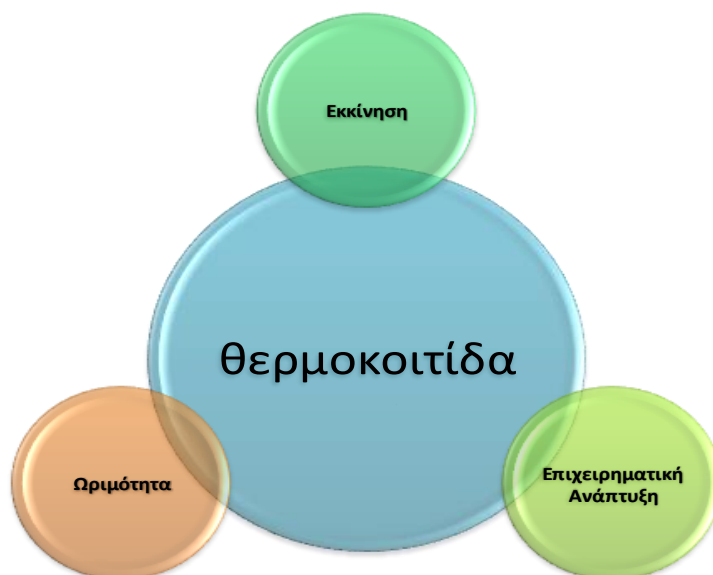 Εκκίνηση
θερμοκοιτίδα
Ωριμότητα
Επιχειρηματική
Ανάπτυξη